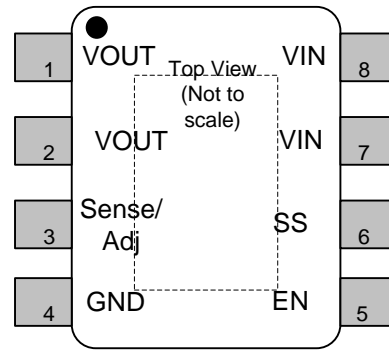 1 VOUT Top View VIN 8
(Not to
scale)
2 VOUT VIN 7
Sense/
Adj
3 SS 6
4 GND EN 5